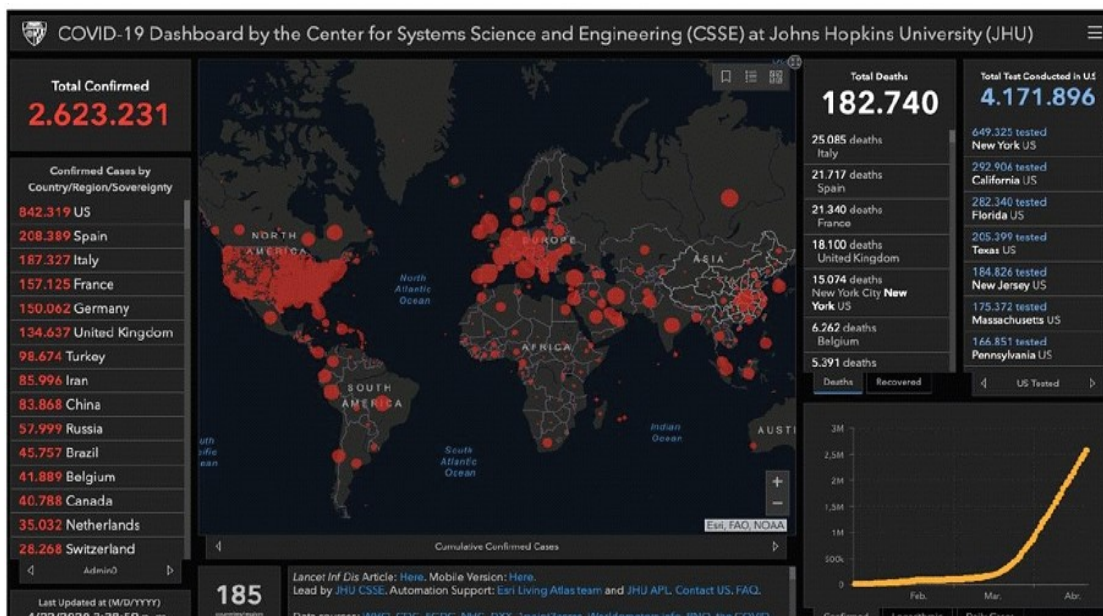 COVID-19 Dashboard by the Center for Systems Science and Engineering (CSSE) at Johns Hopkins University (JHU)
Total Confirmed
2.623.231
Confirmed Cases by
Country/Region/Sovereignty
842.319 US
208.389 Spain
187.327 Italy
157.125 France
150.062 Germany
134.637 United Kingdom
98.674 Turkey
85.996 Iran
83.868 China
57.999 Russia
45.757 Brazil
41.889 Belgium
40.788 Canada
35.032 Netherlands
28.268 Switzerland
Admin0
Last Updated at (M/D/YYYY)
NORTH
AMERICA
EUROPE
ASIA
North
Atlantic
Ocean
AFRICA
SOUTH
AMERICA
Indian
Ocean
AUSTI
South
Atlantic
Ocean
+
−
Esri, FAO, NOAA
Cumulative Confirmed Cases
185
Lancet Inf Dis Article: Here. Mobile Version: Here.
Lead by JHU CSSE. Automation Support: Esri Living Atlas team and JHU APL. Contact US. FAQ.
Total Deaths
182.740
25.085 deaths
Italy
21.717 deaths
Spain
21.340 deaths
France
18.100 deaths
United Kingdom
15.074 deaths
New York City New
York US
6.262 deaths
Belgium
5.391 deaths
Deaths Recovered
Total Test Conducted in U.S
4.171.896
649.325 tested
New York US
292.906 tested
California US
282.340 tested
Florida US
205.399 tested
Texas US
184.826 tested
New Jersey US
175.372 tested
Massachusetts US
166.851 tested
Pennsylvania US
US Tested
3M
2,5M
2M
1,5M
1M
500k
0
Feb. Mar. Abr.